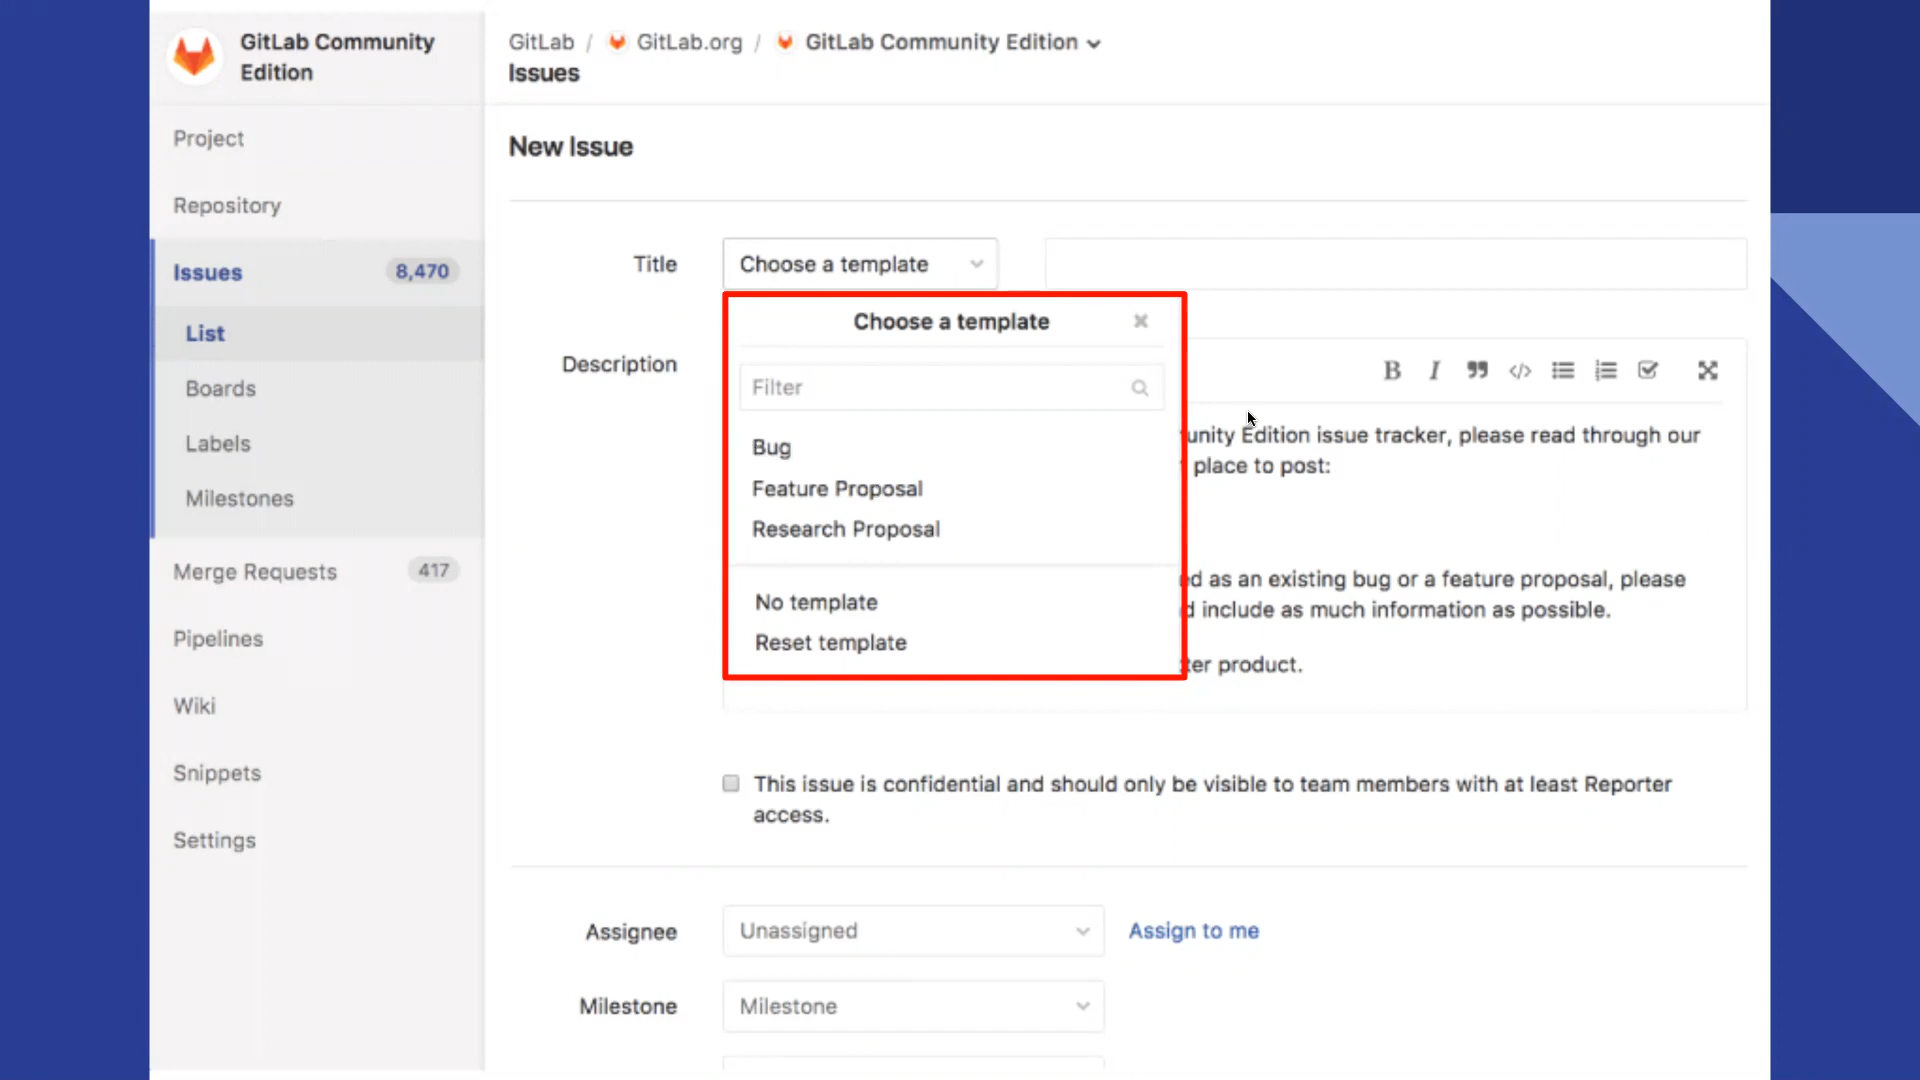 GitLab Community
Edition
Project
Repository
Issues 8,470
List
Boards
Labels
Milestones
Merge Requests 417
Pipelines
Wiki
Snippets
Settings
GitLab / GitLab.org / GitLab Community Edition
Issues
New Issue
Title Choose a template
Choose a template
Description
Filter
Bug
Feature Proposal
Research Proposal
No template
Reset template
B I
Edition issue tracker, please read through our
place to post:
as an existing bug or a feature proposal, please
include as much information as possible.
product.
This issue is confidential and should only be visible to team members with at least Reporter
access.
Assignee Unassigned Assign to me
Milestone Milestone